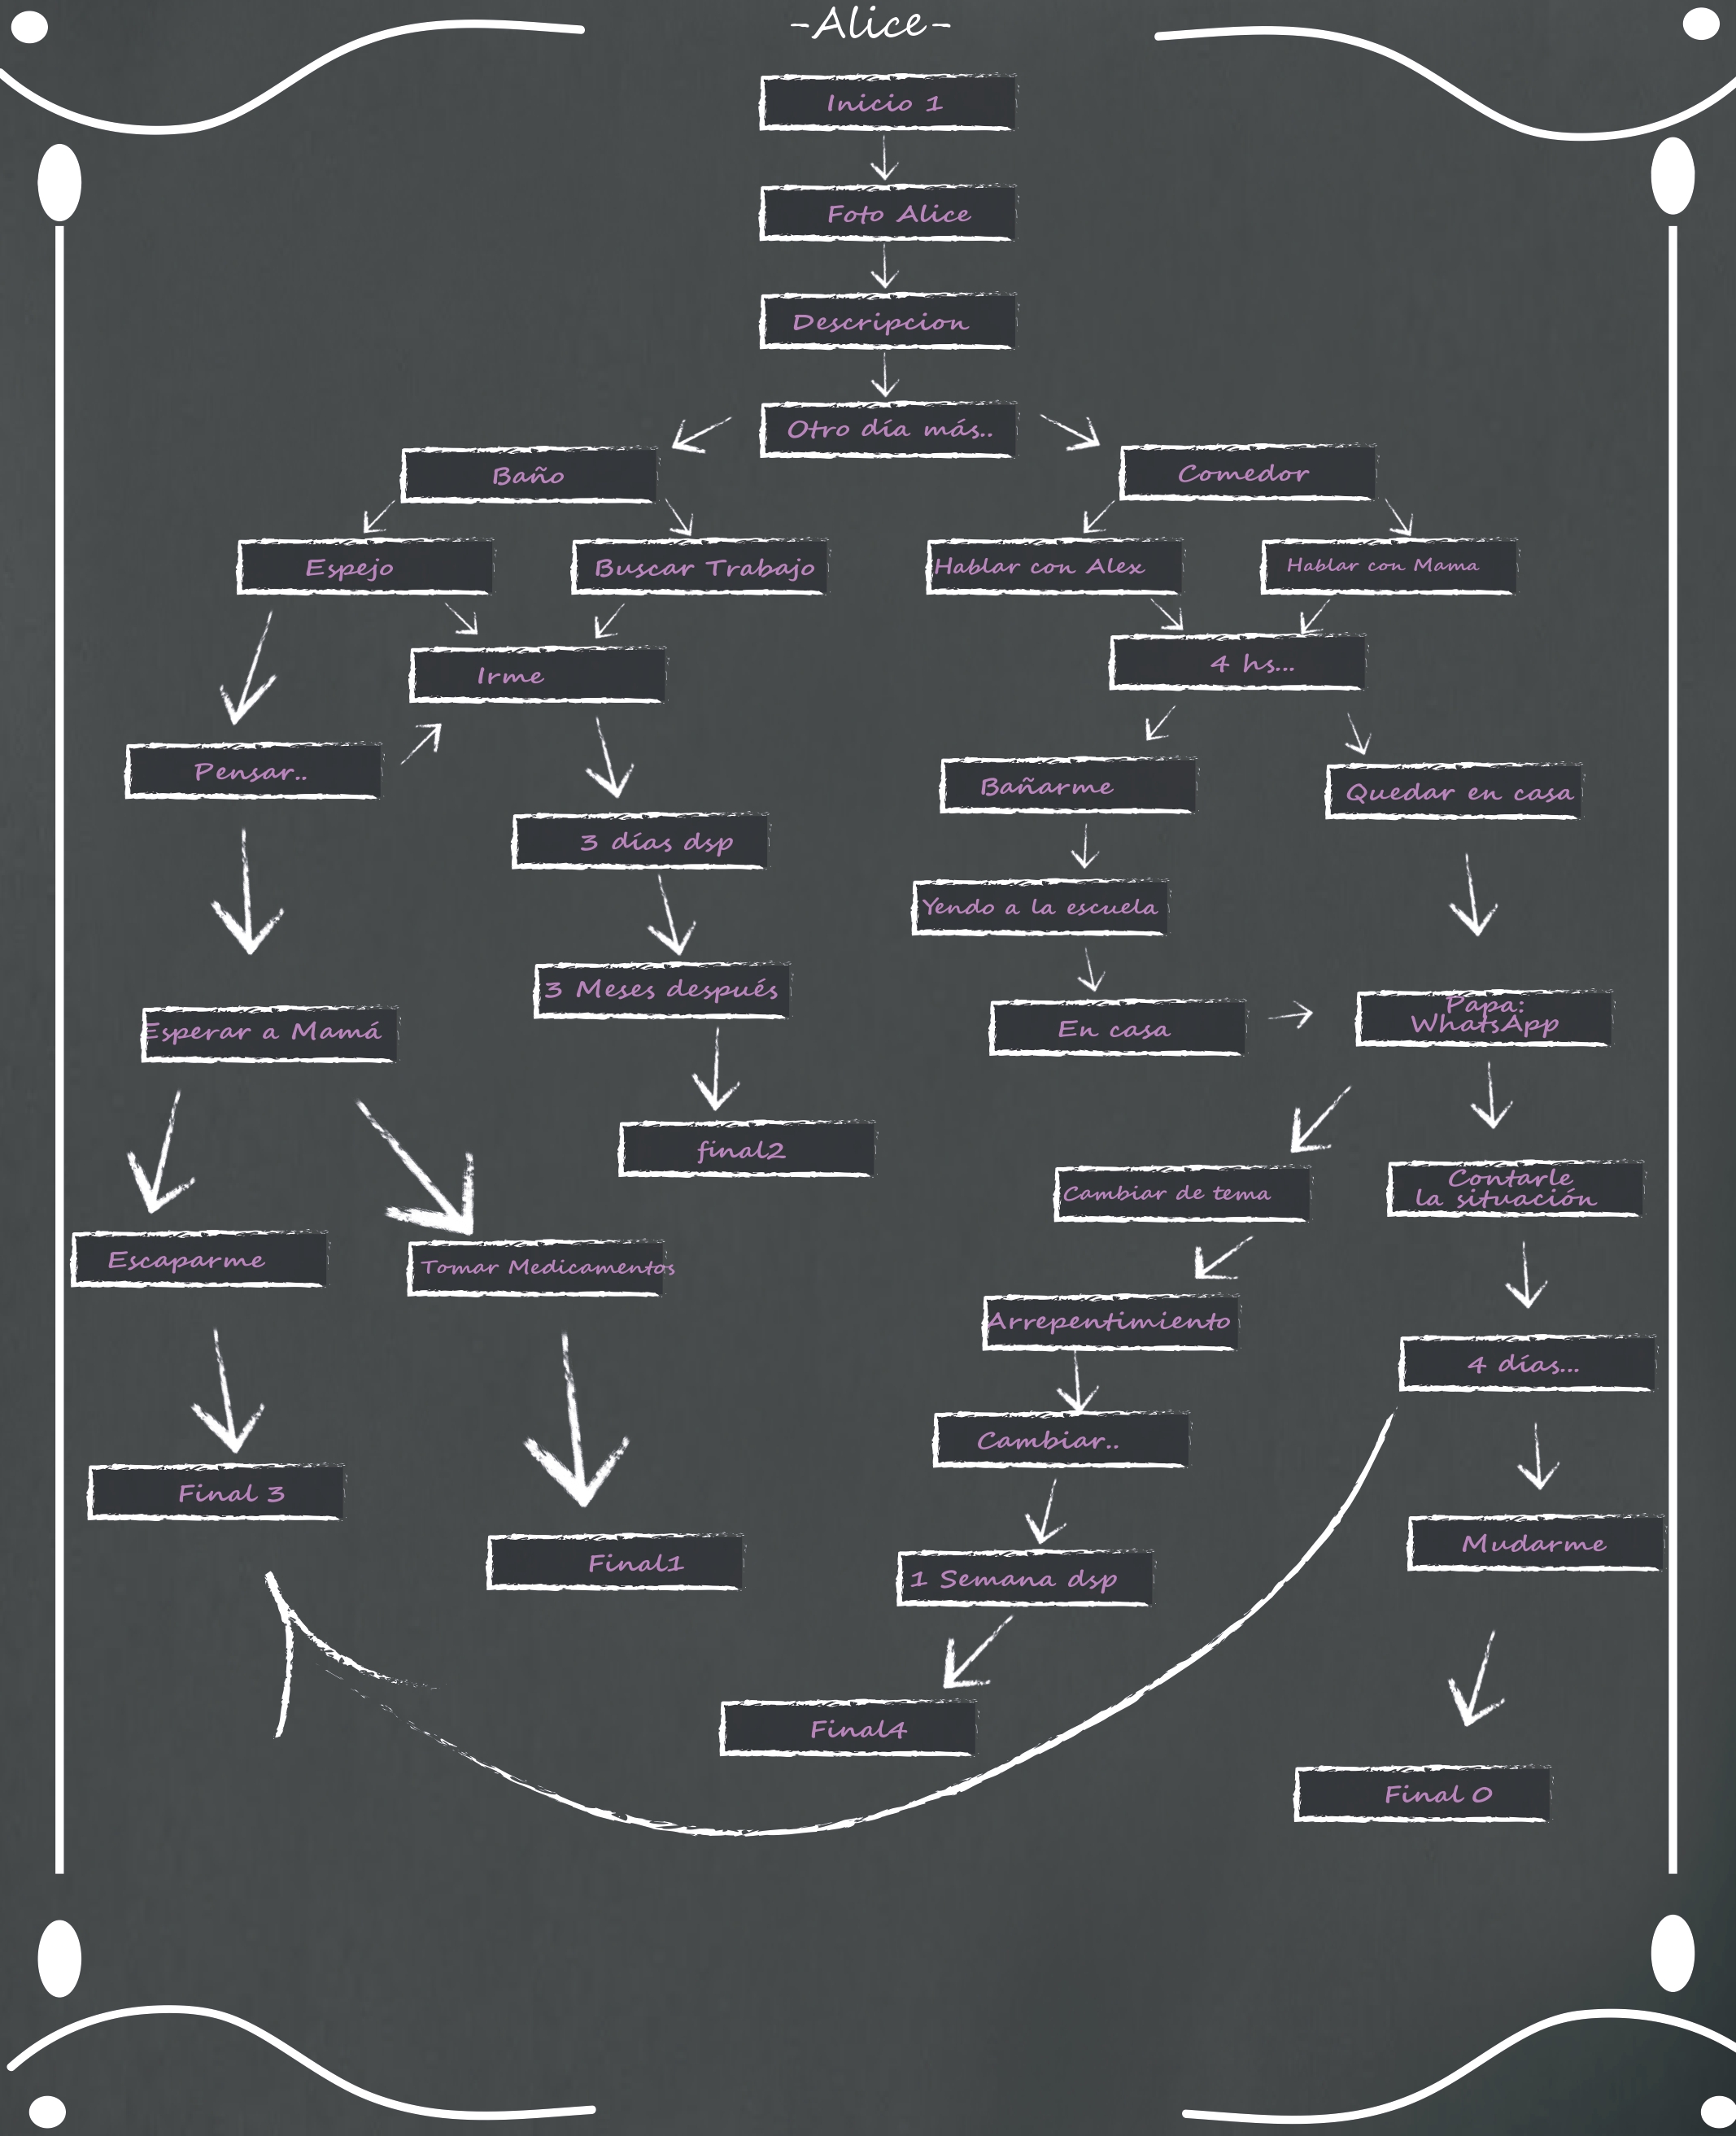 -Alice-
Inicio 1
Foto Alice
Descripcion
Otro día más..
Baño
Comedor
Espejo
Buscar Trabajo
Hablar con Alex
Hablar con Mama
Irme
4 hs...
Pensar..
Bañarme
Quedar en casa
3 días dsp
Yendo a la escuela
3 Meses después
Esperar a Mamá
En casa
Papa:
WhatsApp
final2
Cambiar de tema
Contarle
la situación
Escaparme
Tomar Medicamentos
Arrepentimiento
4 días...
Cambiar..
Final 3
Final1
1 Semana dsp
Mudarme
Final4
Final 0